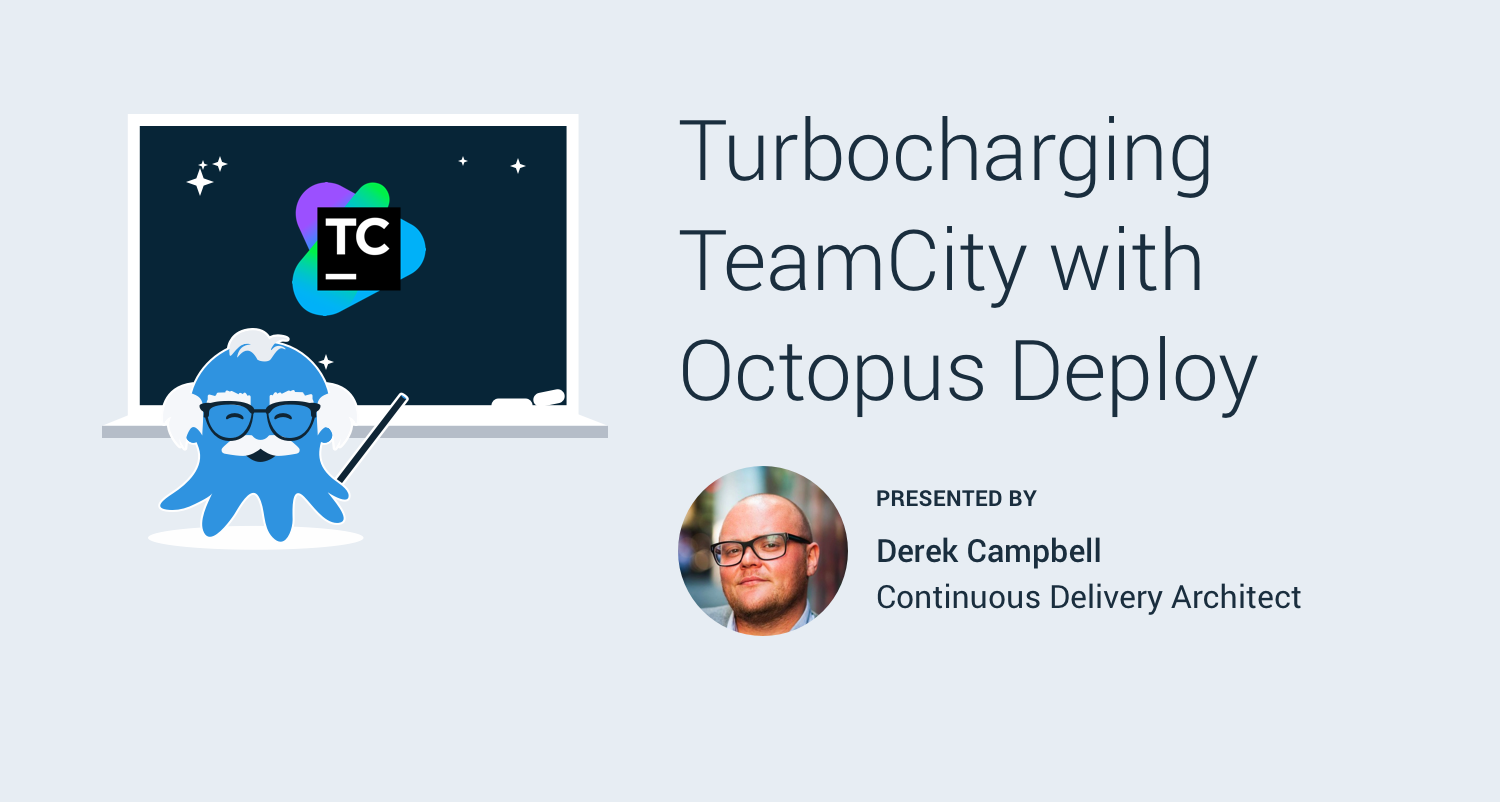 TC
Turbocharging
TeamCity with
Octopus Deploy
PRESENTED BY
Derek Campbell
Continuous Delivery Architect